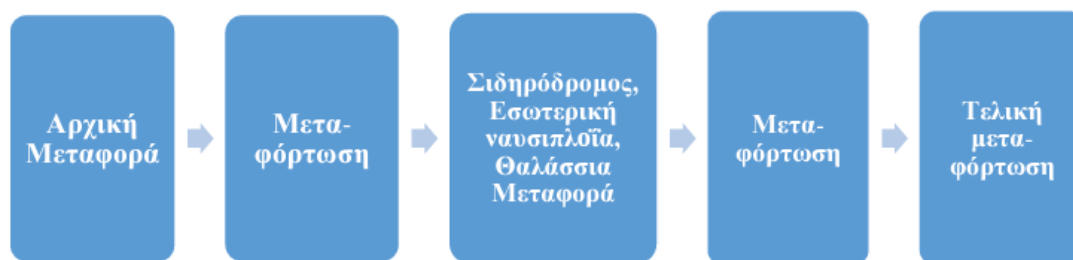 Αρχική
Μεταφορά
Μετα-
φόρτωση
Σιδηρόδρομος,
Εσωτερική
ναυσιπλοΐα,
Θαλάσσια
Μεταφορά
Μετα-
φόρτωση
Τελική
μετα-
φόρτωση